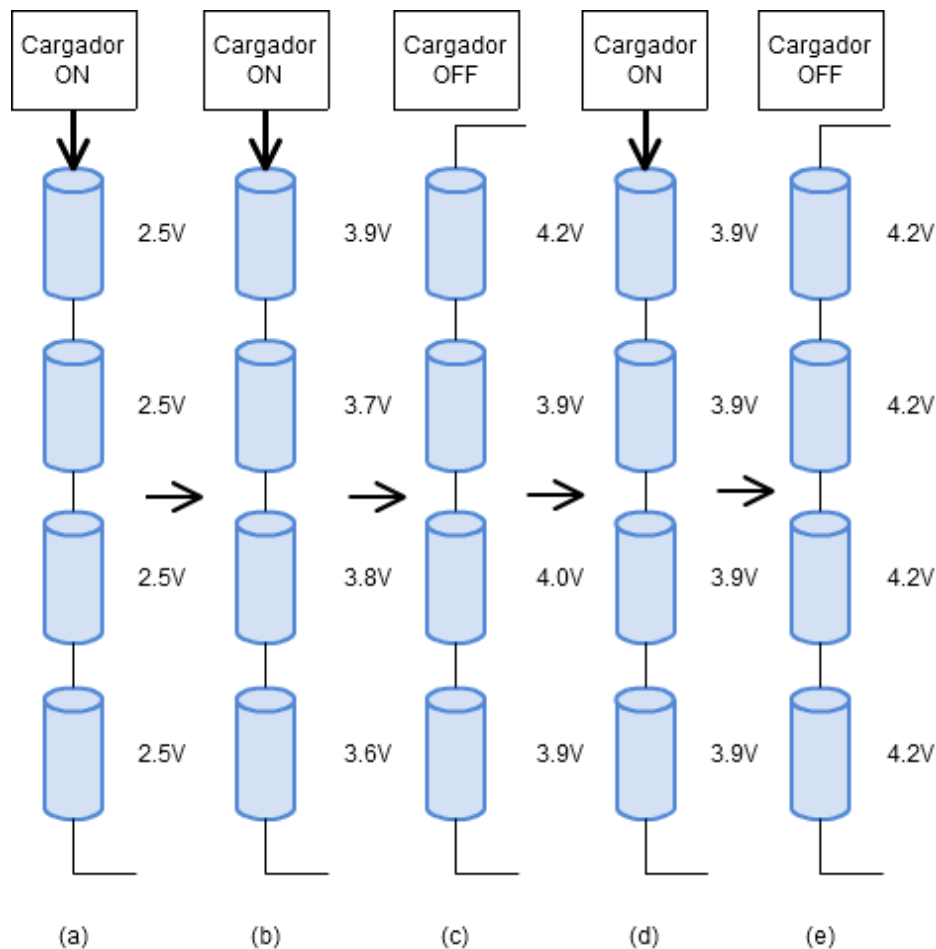 Cargador
ON
Cargador
ON
Cargador
OFF
Cargador
ON
Cargador
OFF
2.5V 3.9V 4.2V 3.9V 4.2V
2.5V 3.7V 3.9V 3.9V 4.2V
2.5V 3.8V 4.0V 3.9V 4.2V
2.5V 3.6V 3.9V 3.9V 4.2V
(a) (b) (c) (d) (e)